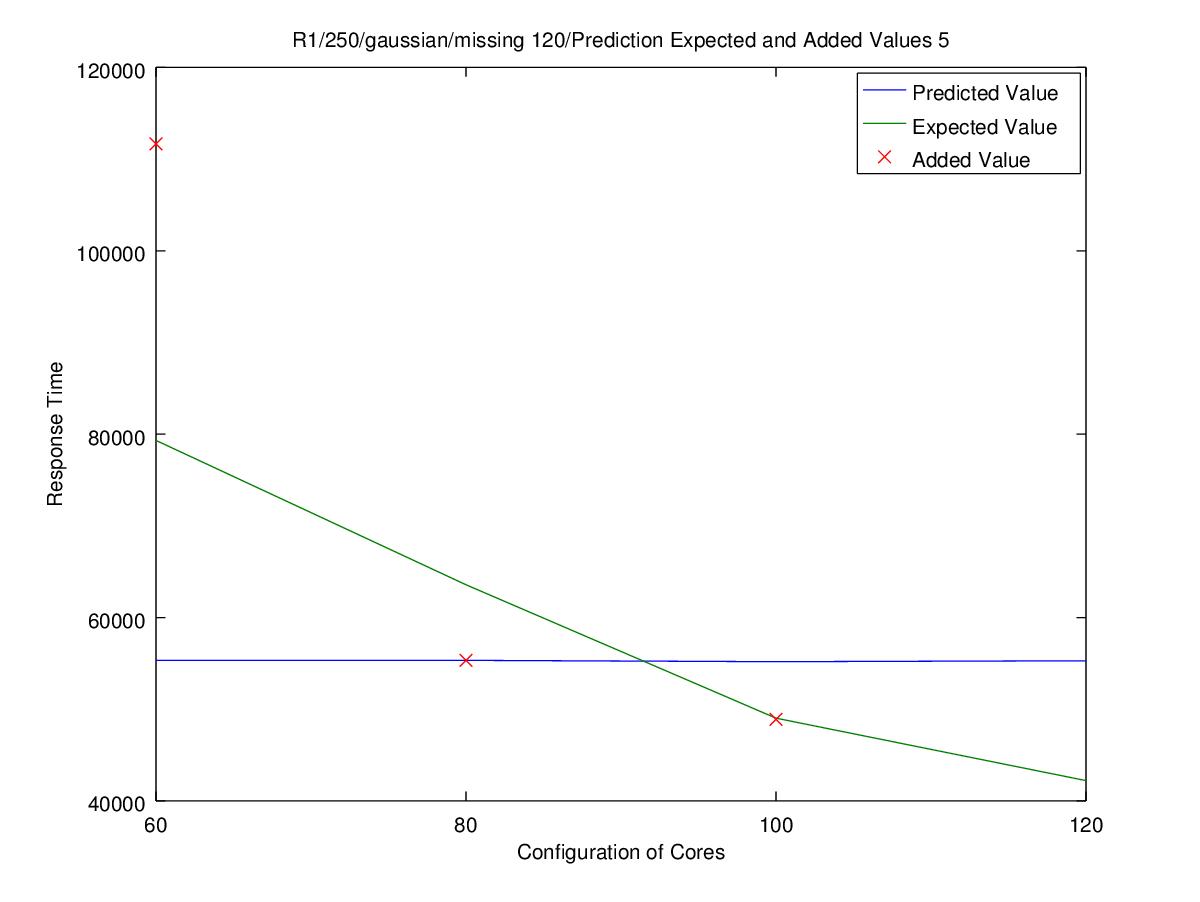 R1/250/gaussian/missing 120/Prediction Expected and Added Values 5
120000
100000
80000
60000
40000
Response Time
Predicted Value
Expected Value
Added Value
60 80 100 120
Configuration of Cores